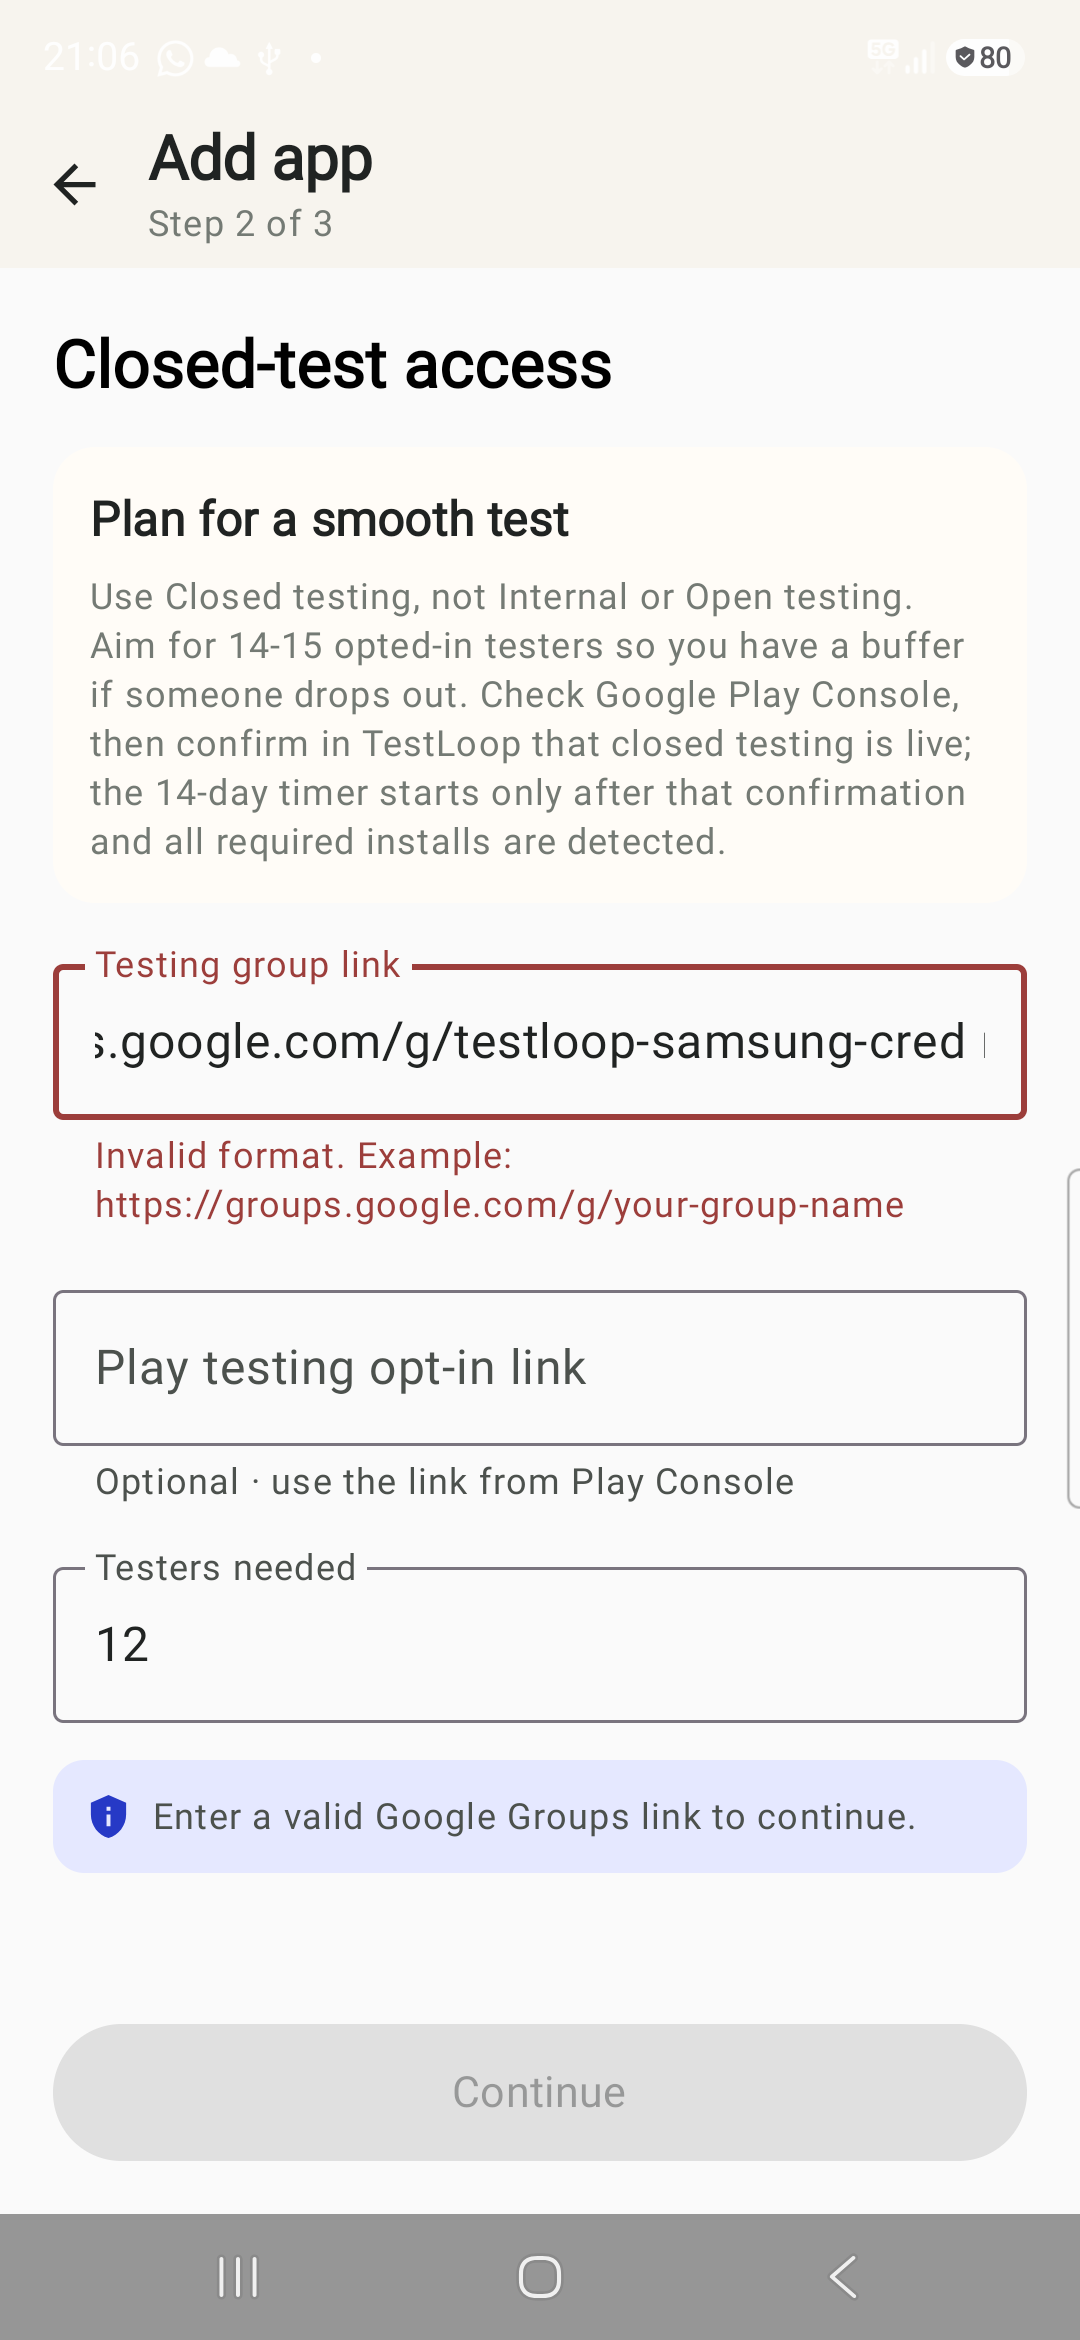 21:06
5G
80
Add app
Step 2 of 3
Closed-test access
Plan for a smooth test
Use Closed testing, not Internal or Open testing.
Aim for 14-15 opted-in testers so you have a buffer
if someone drops out. Check Google Play Console,
then confirm in TestLoop that closed testing is live;
the 14-day timer starts only after that confirmation
and all required installs are detected.
Testing group link
s.google.com/g/testloop-samsung-cred
Invalid format. Example:
https://groups.google.com/g/your-group-name
Play testing opt-in link
Optional · use the link from Play Console
Testers needed
12
Enter a valid Google Groups link to continue.
Continue